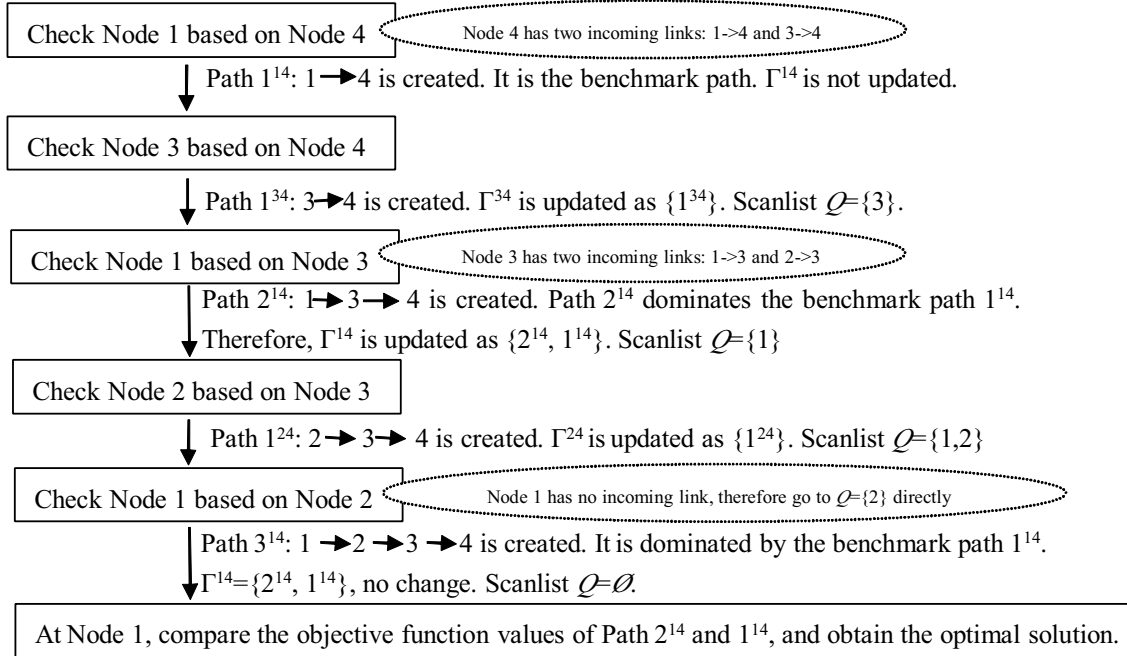 Check Node 1 based on Node 4
Node 4 has two incoming links: 1->4 and 3->4
Path 1¹⁴: 1→4 is created. It is the benchmark path. Γ¹⁴ is not updated.
Check Node 3 based on Node 4
Path 1³⁴: 3→4 is created. Γ³⁴ is updated as {1³⁴}. Scanlist Q={3}.
Check Node 1 based on Node 3
Node 3 has two incoming links: 1->3 and 2->3
Path 2¹⁴: 1→3→4 is created. Path 2¹⁴ dominates the benchmark path 1¹⁴.
Therefore, Γ¹⁴ is updated as {2¹⁴, 1¹⁴}. Scanlist Q={1}
Check Node 2 based on Node 3
Path 1²⁴: 2→3→4 is created. Γ²⁴ is updated as {1²⁴}. Scanlist Q={1,2}
Check Node 1 based on Node 2
Node 1 has no incoming link, therefore go to Q={2} directly
Path 3¹⁴: 1→2→3→4 is created. It is dominated by the benchmark path 1¹⁴.
Γ¹⁴={2¹⁴, 1¹⁴}, no change. Scanlist Q=Ø.
At Node 1, compare the objective function values of Path 2¹⁴ and 1¹⁴, and obtain the optimal solution.